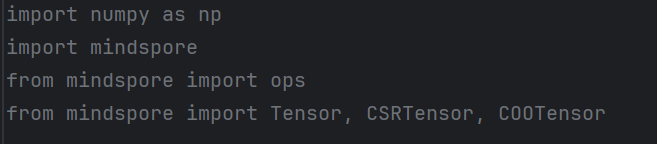 import numpy as np
import mindspore
from mindspore import ops
from mindspore import Tensor, CSRTensor, COOTensor